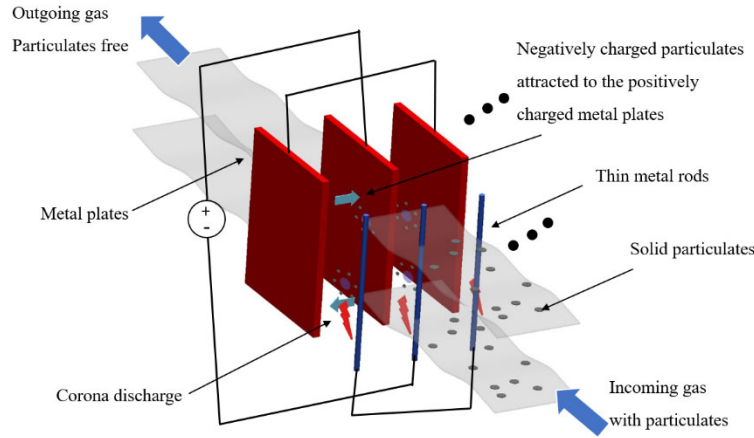 Outgoing gas
Particulates free
Negatively charged particulates
attracted to the positively
charged metal plates
Thin metal rods
Metal plates
+
-
Solid particulates
Corona discharge
Incoming gas
with particulates